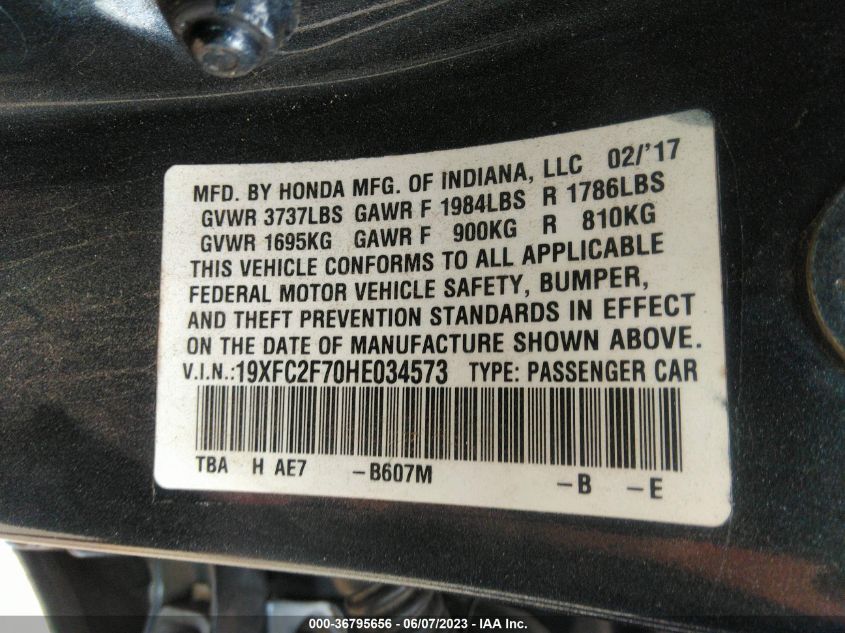 MFD. BY HONDA MFG. OF INDIANA, LLC 02/'17
GVWR 3737LBS GAWR F 1984LBS R 1786LBS
GVWR 1695KG GAWR F 900KG R 810KG
THIS VEHICLE CONFORMS TO ALL APPLICABLE
FEDERAL MOTOR VEHICLE SAFETY, BUMPER,
AND THEFT PREVENTION STANDARDS IN EFFECT
ON THE DATE OF MANUFACTURE SHOWN ABOVE.
V.I.N.:19XFC2F70HE034573 TYPE: PASSENGER CAR
TBA H AE7 -B607M -B -E
000-36795656 - 06/07/2023 - IAA Inc.